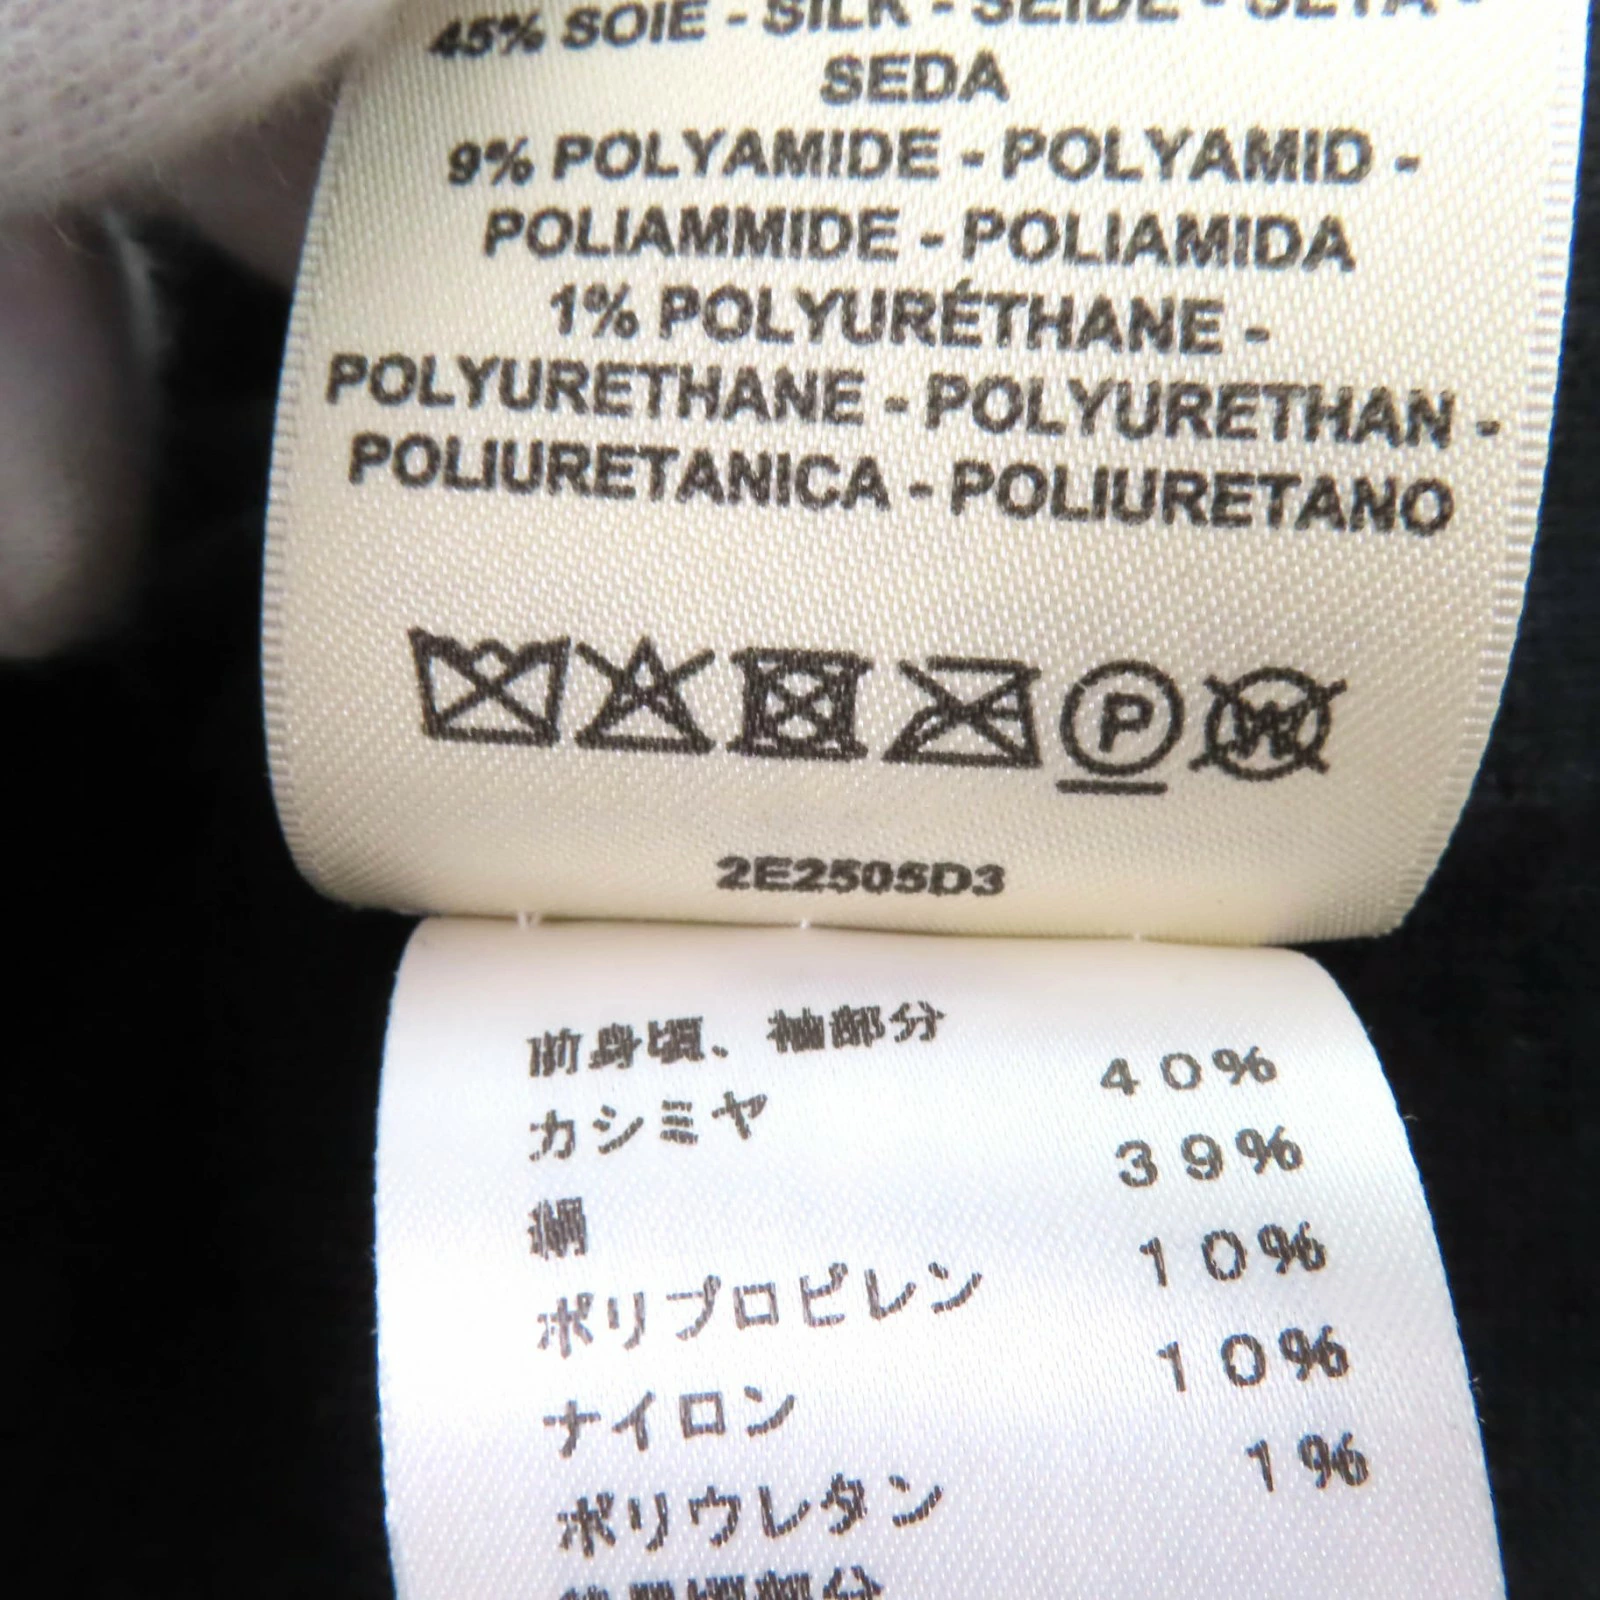 45% SOIE - SILK - SEIDE - SETA -
SEDA
9% POLYAMIDE - POLYAMID -
POLIAMMIDE - POLIAMIDA
1% POLYURÉTHANE -
POLYURETHANE - POLYURETHAN -
POLIURETANICA - POLIURETANO
P W
2E2505D3
前身頃、袖部分
カシミヤ 40%
絹 39%
ポリプロピレン 10%
ナイロン 10%
ポリウレタン 1%
部分